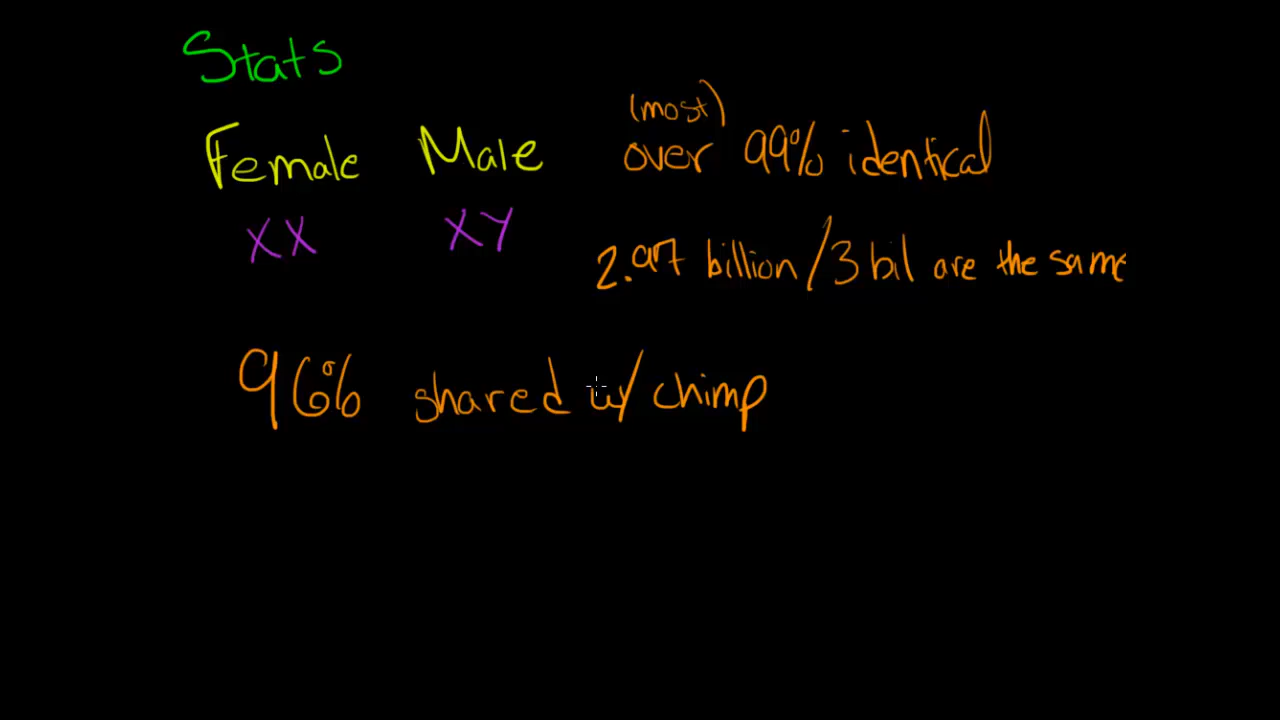 Stats
Female Male
XX XY
(most)
over 99% identical
2.97 billion/3 bil are the same
96% shared w/ chimp